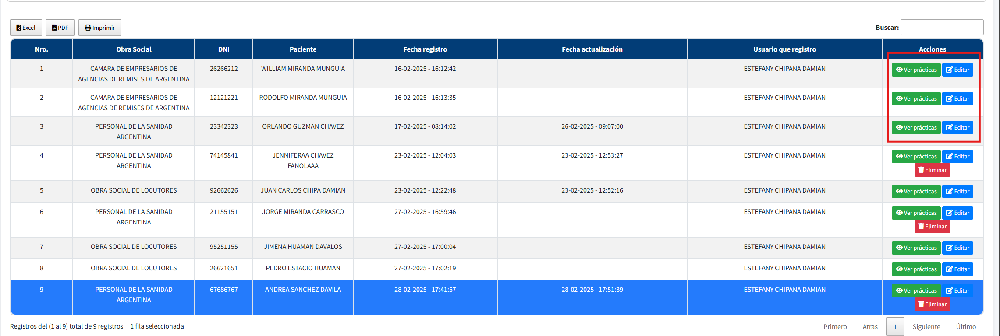 Excel PDF Imprimir Buscar:
Nro. Obra Social DNI Paciente Fecha registro Fecha actualización Usuario que registro Acciones
1 CAMARA DE EMPRESARIOS DE 26266212 WILLIAM MIRANDA MUNGUIA 16-02-2025 - 16:12:42 ESTEFANY CHIPANA DAMIAN Ver prácticas Editar
AGENCIAS DE REMISES DE ARGENTINA
2 CAMARA DE EMPRESARIOS DE 12121221 RODOLFO MIRANDA MUNGUIA 16-02-2025 - 16:13:35 ESTEFANY CHIPANA DAMIAN Ver prácticas Editar
AGENCIAS DE REMISES DE ARGENTINA
3 PERSONAL DE LA SANIDAD 23342323 ORLANDO GUZMAN CHAVEZ 17-02-2025 - 08:14:02 26-02-2025 - 09:07:00 ESTEFANY CHIPANA DAMIAN Ver prácticas Editar
ARGENTINA
4 PERSONAL DE LA SANIDAD 74145841 JENNIFERAA CHAVEZ 23-02-2025 - 12:04:03 23-02-2025 - 12:53:27 ESTEFANY CHIPANA DAMIAN Ver prácticas Editar
ARGENTINA FANOLAAA Eliminar
5 OBRA SOCIAL DE LOCUTORES 92662626 JUAN CARLOS CHIPA DAMIAN 23-02-2025 - 12:22:48 23-02-2025 - 12:52:16 ESTEFANY CHIPANA DAMIAN Ver prácticas Editar
6 PERSONAL DE LA SANIDAD 21155151 JORGE MIRANDA CARRASCO 27-02-2025 - 16:59:46 ESTEFANY CHIPANA DAMIAN Ver prácticas Editar
ARGENTINA Eliminar
7 OBRA SOCIAL DE LOCUTORES 95251155 JIMENA HUAMAN DAVALOS 27-02-2025 - 17:00:04 ESTEFANY CHIPANA DAMIAN Ver prácticas Editar
8 OBRA SOCIAL DE LOCUTORES 26621651 PEDRO ESTACIO HUAMAN 27-02-2025 - 17:02:19 ESTEFANY CHIPANA DAMIAN Ver prácticas Editar
9 PERSONAL DE LA SANIDAD 67686767 ANDREA SANCHEZ DAVILA 28-02-2025 - 17:41:57 28-02-2025 - 17:51:39 ESTEFANY CHIPANA DAMIAN Ver prácticas Editar
ARGENTINA Eliminar
Registros del (1 al 9) total de 9 registros 1 fila seleccionada Primero Atras 1 Siguiente Último